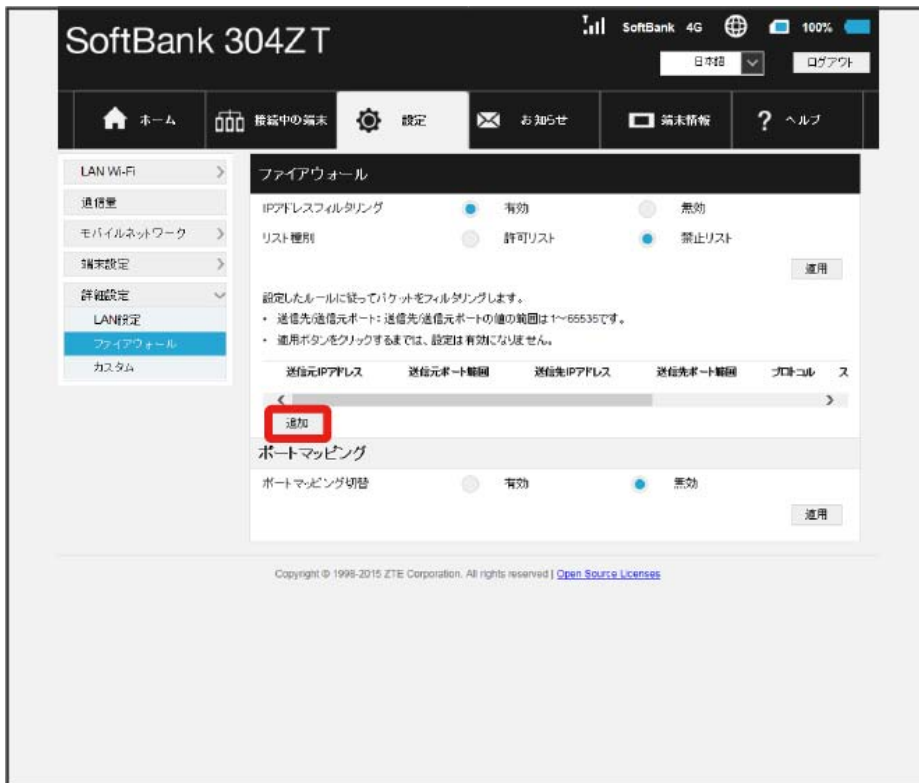 SoftBank 304ZT
SoftBank 4G 100%
日本語 ログアウト
ホーム 接続中の端末 設定 お知らせ 端末情報 ? ヘルプ
LAN Wi-Fi
通信量
モバイルネットワーク
端末設定
詳細設定
LAN設定
ファイアウォール
カスタム
ファイアウォール
IPアドレスフィルタリング 有効 無効
リスト種別 許可リスト 禁止リスト
適用
設定したルールに従ってパケットをフィルタリングします。
・ 送信先/送信元ポート: 送信先/送信元ポートの値の範囲は1～65535です。
・ 適用ボタンをクリックするまでは、設定は有効になりません。
送信元IPアドレス 送信元ポート範囲 送信先IPアドレス 送信先ポート範囲 プロトコル ス
追加
ポートマッピング
ポートマッピング切替 有効 無効
適用
Copyright © 1998-2015 ZTE Corporation. All rights reserved | Open Source Licenses